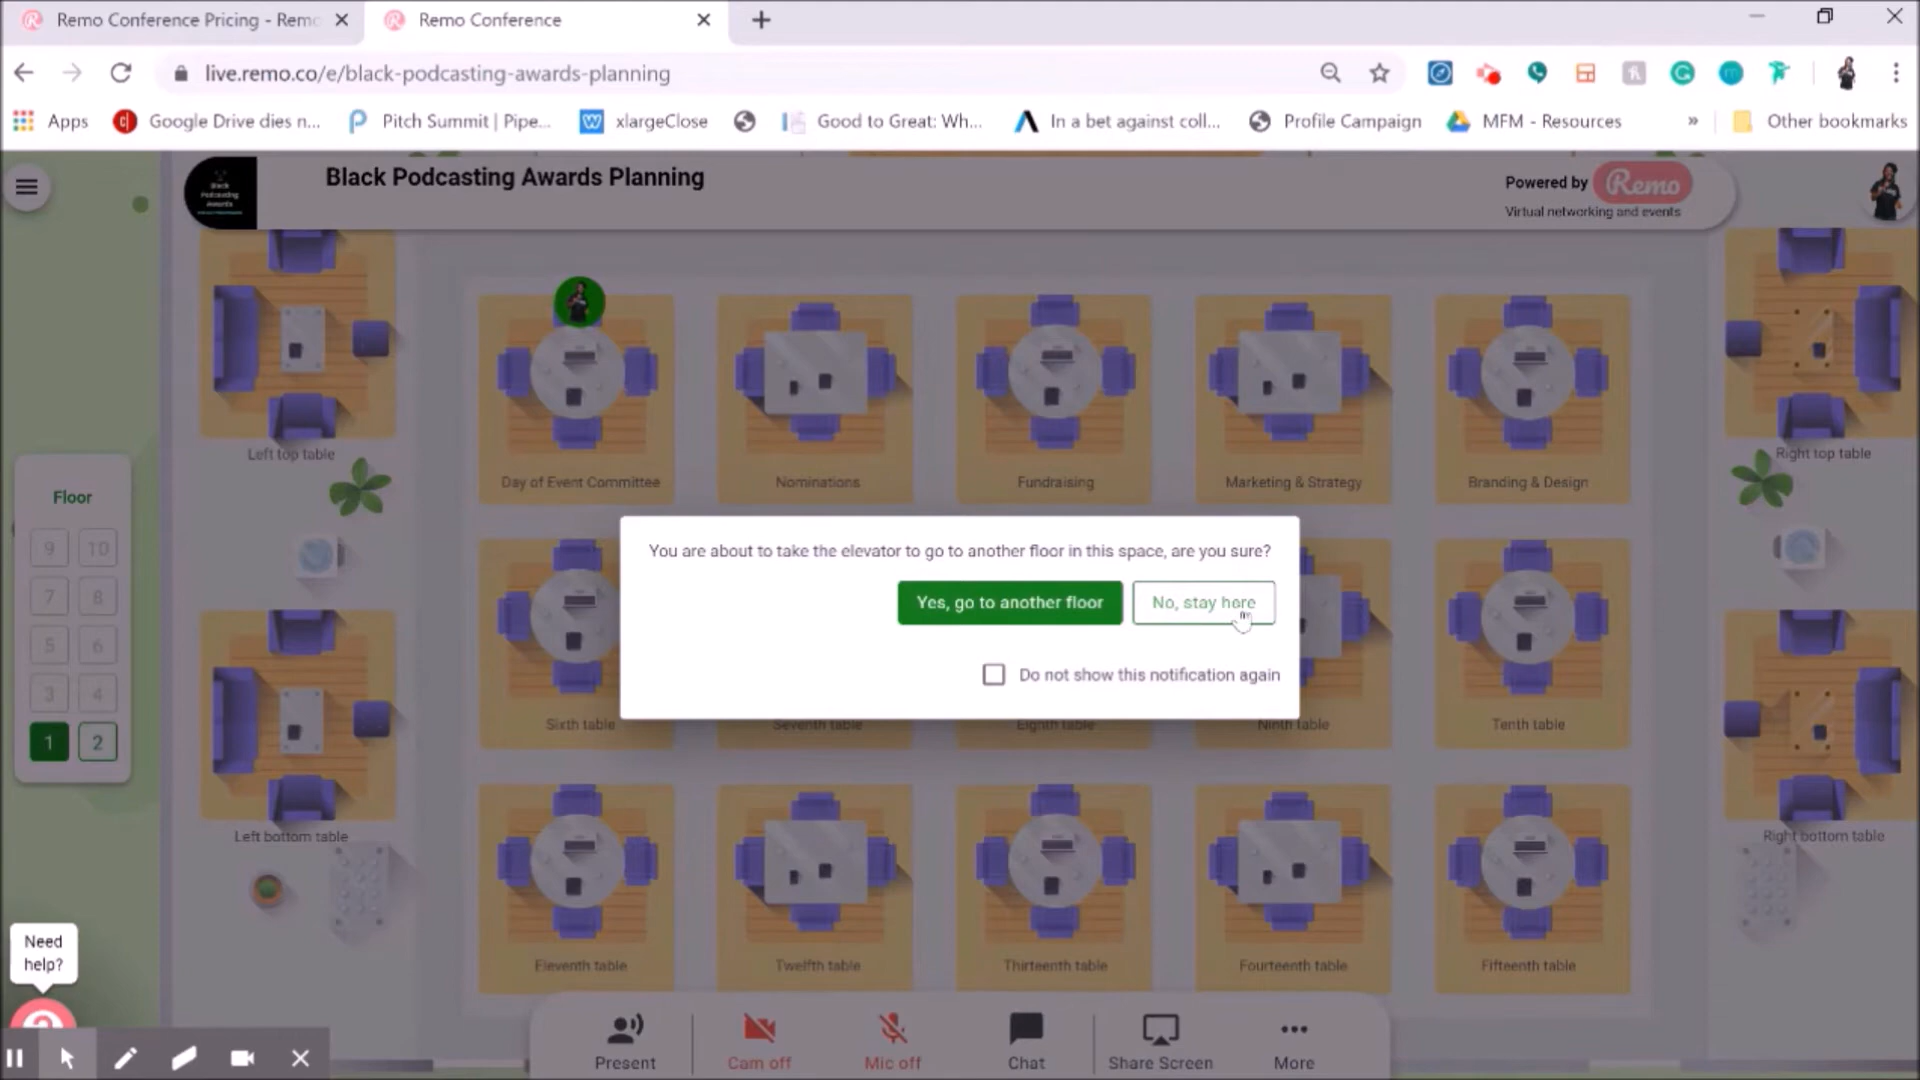 Remo Conference Pricing - Remo
Remo Conference
live.remo.co/e/black-podcasting-awards-planning
Apps
Google Drive dies n...
Pitch Summit | Pipe...
xlargeClose
Good to Great: Wh...
In a bet against coll...
Profile Campaign
MFM - Resources
»
Other bookmarks
Black
Podcasting
Awards
Black Podcasting Awards Planning
Powered by Remo
Virtual networking and events
Left top table
Day of Event Committee
Nominations
Fundraising
Marketing & Strategy
Branding & Design
Right top table
Floor
9 10
7 8
5 6
3 4
1 2
You are about to take the elevator to go to another floor in this space, are you sure?
Yes, go to another floor
No, stay here
Do not show this notification again
Sixth table
Seventh table
Eighth table
Ninth table
Tenth table
Left bottom table
Right bottom table
Eleventh table
Twelfth table
Thirteenth table
Fourteenth table
Fifteenth table
Need
help?
Present
Cam off
Mic off
Chat
Share Screen
More